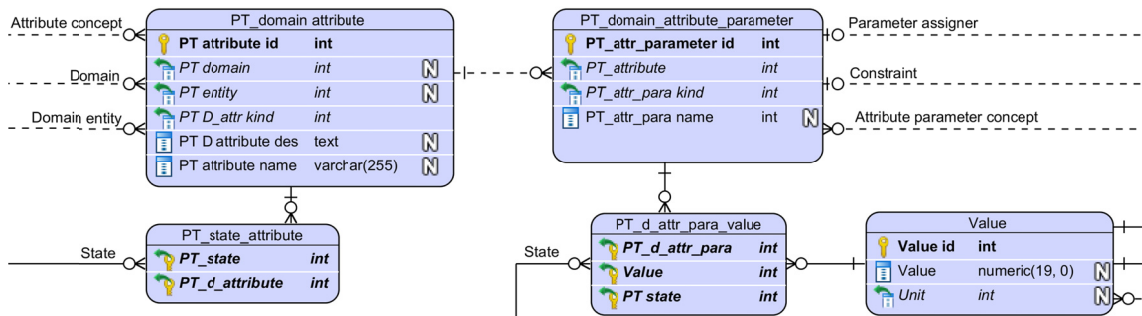 Attribute concept
Domain
Domain entity
PT_domain attribute
PT attribute id int
PT domain int N
PT entity int N
PT D_attr kind int
PT D attribute des text N
PT attribute name varchar(255) N
PT_domain_attribute_parameter
PT_attr_parameter id int
PT_attribute int
PT_attr_para kind int
PT_attr_para name int N
Parameter assigner
Constraint
Attribute parameter concept
State
PT_state_attribute
PT_state int
PT_d_attribute int
State
PT_d_attr_para_value
PT_d_attr_para int
Value int
PT state int
Value
Value id int
Value numeric(19, 0) N
Unit int N